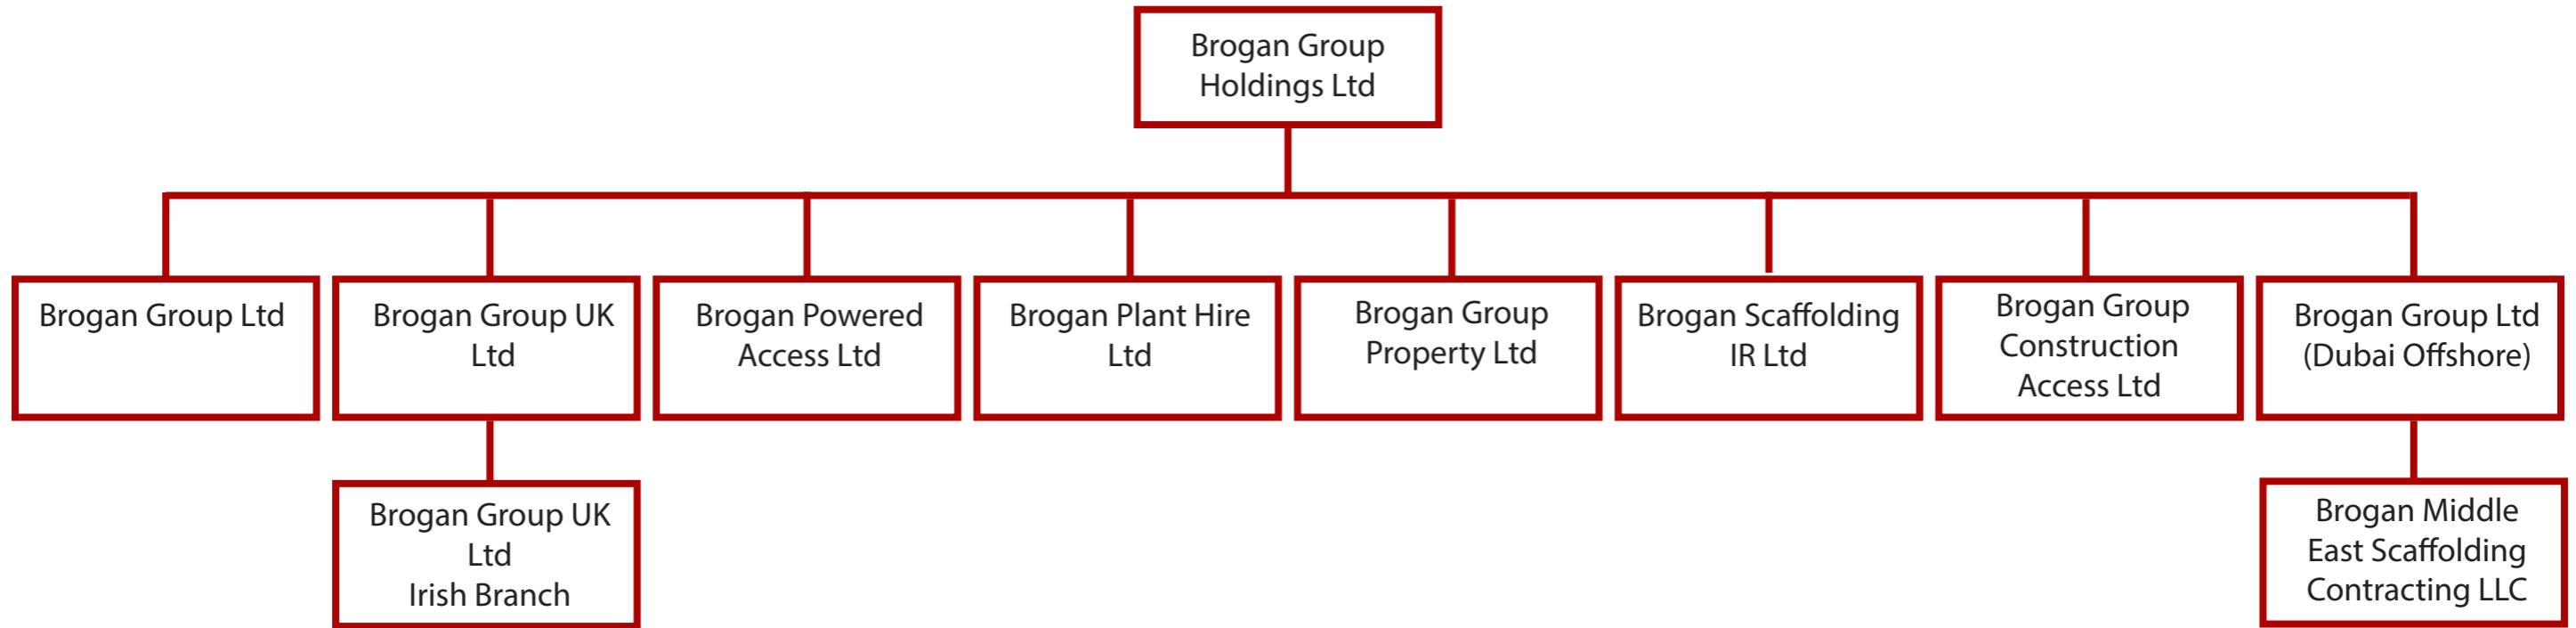 Brogan Group
Holdings Ltd
Brogan Group Ltd
Brogan Group UK
Ltd
Brogan Powered
Access Ltd
Brogan Plant Hire
Ltd
Brogan Group
Property Ltd
Brogan Scaffolding
IR Ltd
Brogan Group
Construction
Access Ltd
Brogan Group Ltd
(Dubai Offshore)
Brogan Group UK
Ltd
Irish Branch
Brogan Middle
East Scaffolding
Contracting LLC